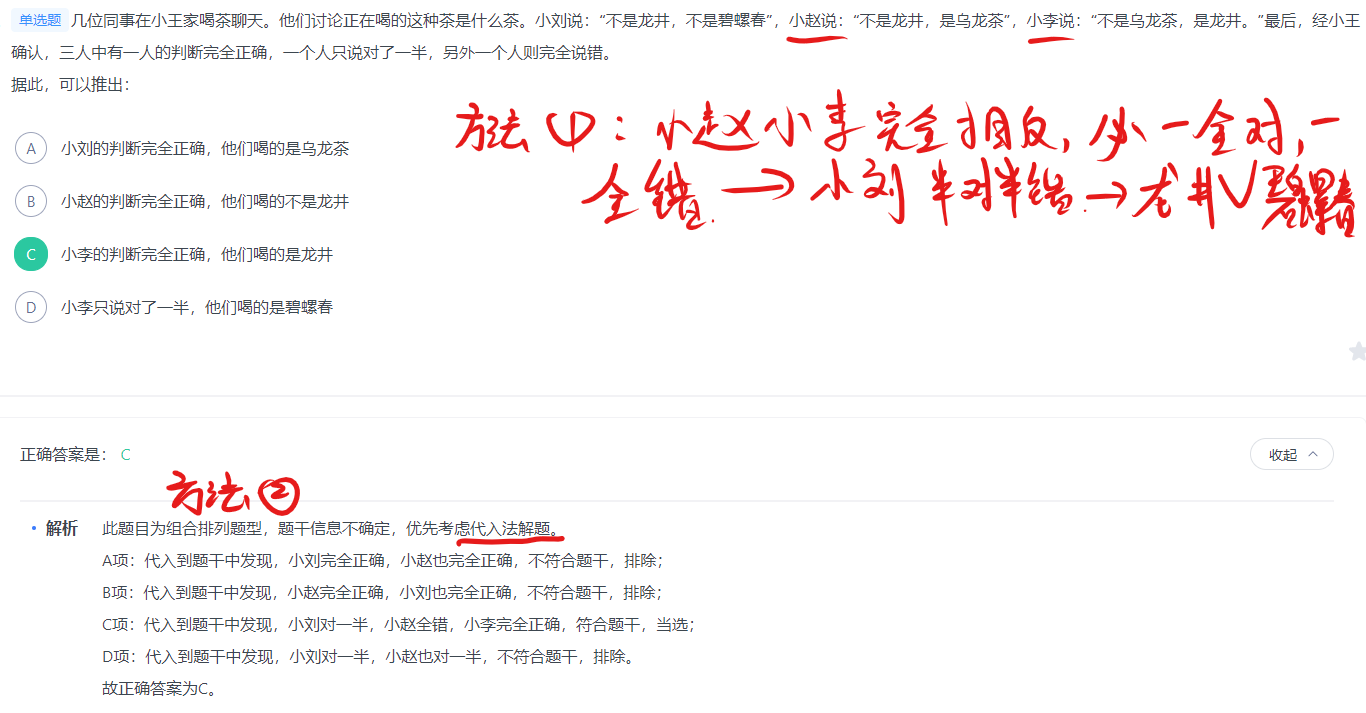 单选题 几位同事在小王家喝茶聊天。他们讨论正在喝的这种茶是什么茶。小刘说：“不是龙井，不是碧螺春”，小赵说：“不是龙井，是乌龙茶”，小李说：“不是乌龙茶，是龙井。”最后，经小王
确认，三人中有一人的判断完全正确，一个人只说对了一半，另外一个人则完全说错。
据此，可以推出：
方法①：小赵小李完全相反，必一全对，一
全错.→小刘半对半错.→龙井√碧螺春
A 小刘的判断完全正确，他们喝的是乌龙茶
B 小赵的判断完全正确，他们喝的不是龙井
C 小李的判断完全正确，他们喝的是龙井
D 小李只说对了一半，他们喝的是碧螺春
正确答案是： C
收起
方法②
解析 此题目为组合排列题型，题干信息不确定，优先考虑代入法解题。
A项：代入到题干中发现，小刘完全正确，小赵也完全正确，不符合题干，排除；
B项：代入到题干中发现，小赵完全正确，小刘也完全正确，不符合题干，排除；
C项：代入到题干中发现，小刘对一半，小赵全错，小李完全正确，符合题干，当选；
D项：代入到题干中发现，小刘对一半，小赵也对一半，不符合题干，排除。
故正确答案为C。